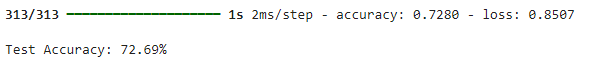 313/313 ━━━━━━━━━━━━━━━━━━━━ 1s 2ms/step - accuracy: 0.7280 - loss: 0.8507
Test Accuracy: 72.69%